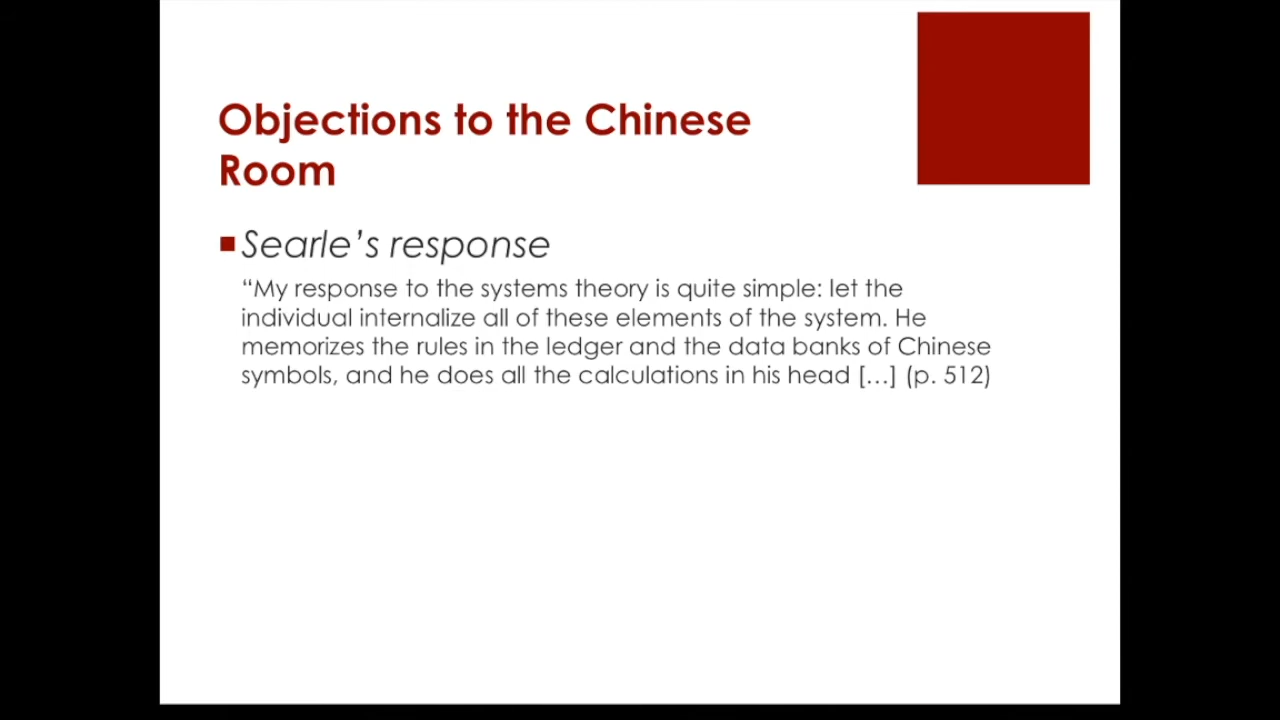 Objections to the Chinese
Room
Searle’s response
“My response to the systems theory is quite simple: let the
individual internalize all of these elements of the system. He
memorizes the rules in the ledger and the data banks of Chinese
symbols, and he does all the calculations in his head […] (p. 512)